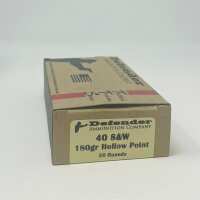 Defender
AMMUNITION COMPANY
40 S&W
180gr Hollow Point
50 Rounds